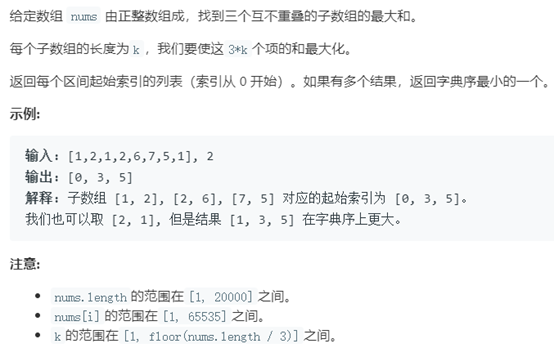 给定数组 nums 由正整数组成，找到三个互不重叠的子数组的最大和。
每个子数组的长度为 k ，我们要使这 3*k 个项的和最大化。
返回每个区间起始索引的列表（索引从 0 开始）。如果有多个结果，返回字典序最小的一个。
示例:
输入: [1,2,1,2,6,7,5,1], 2
输出: [0, 3, 5]
解释: 子数组 [1, 2], [2, 6], [7, 5] 对应的起始索引为 [0, 3, 5]。
我们也可以取 [2, 1], 但是结果 [1, 3, 5] 在字典序上更大。
注意:
• nums.length 的范围在 [1, 20000] 之间。
• nums[i] 的范围在 [1, 65535] 之间。
• k 的范围在 [1, floor(nums.length / 3)] 之间。